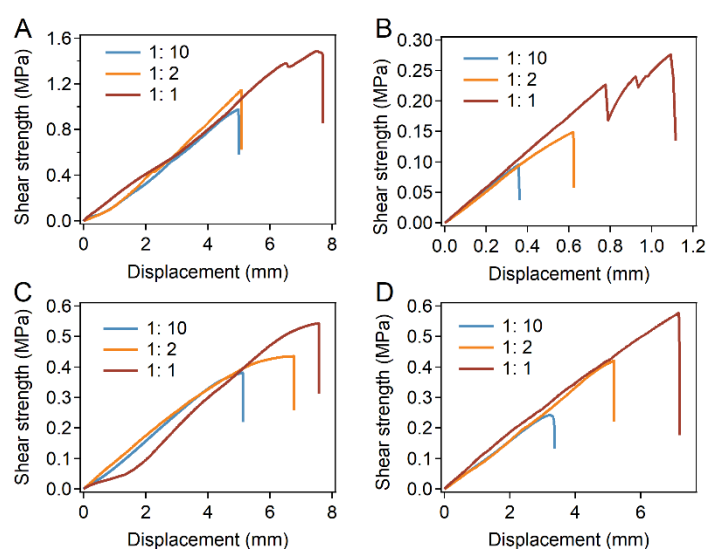 A
Shear strength (MPa)
1.6
1.2
0.8
0.4
0.0
1: 10
1: 2
1: 1
0 2 4 6 8
Displacement (mm)
B
Shear strength (MPa)
0.30
0.25
0.20
0.15
0.10
0.05
0.00
1: 10
1: 2
1: 1
0.0 0.2 0.4 0.6 0.8 1.0 1.2
Displacement (mm)
C
Shear strength (MPa)
0.6
0.5
0.4
0.3
0.2
0.1
0.0
1: 10
1: 2
1: 1
0 2 4 6 8
Displacement (mm)
D
Shear strength (MPa)
0.6
0.5
0.4
0.3
0.2
0.1
0.0
1: 10
1: 2
1: 1
0 2 4 6
Displacement (mm)